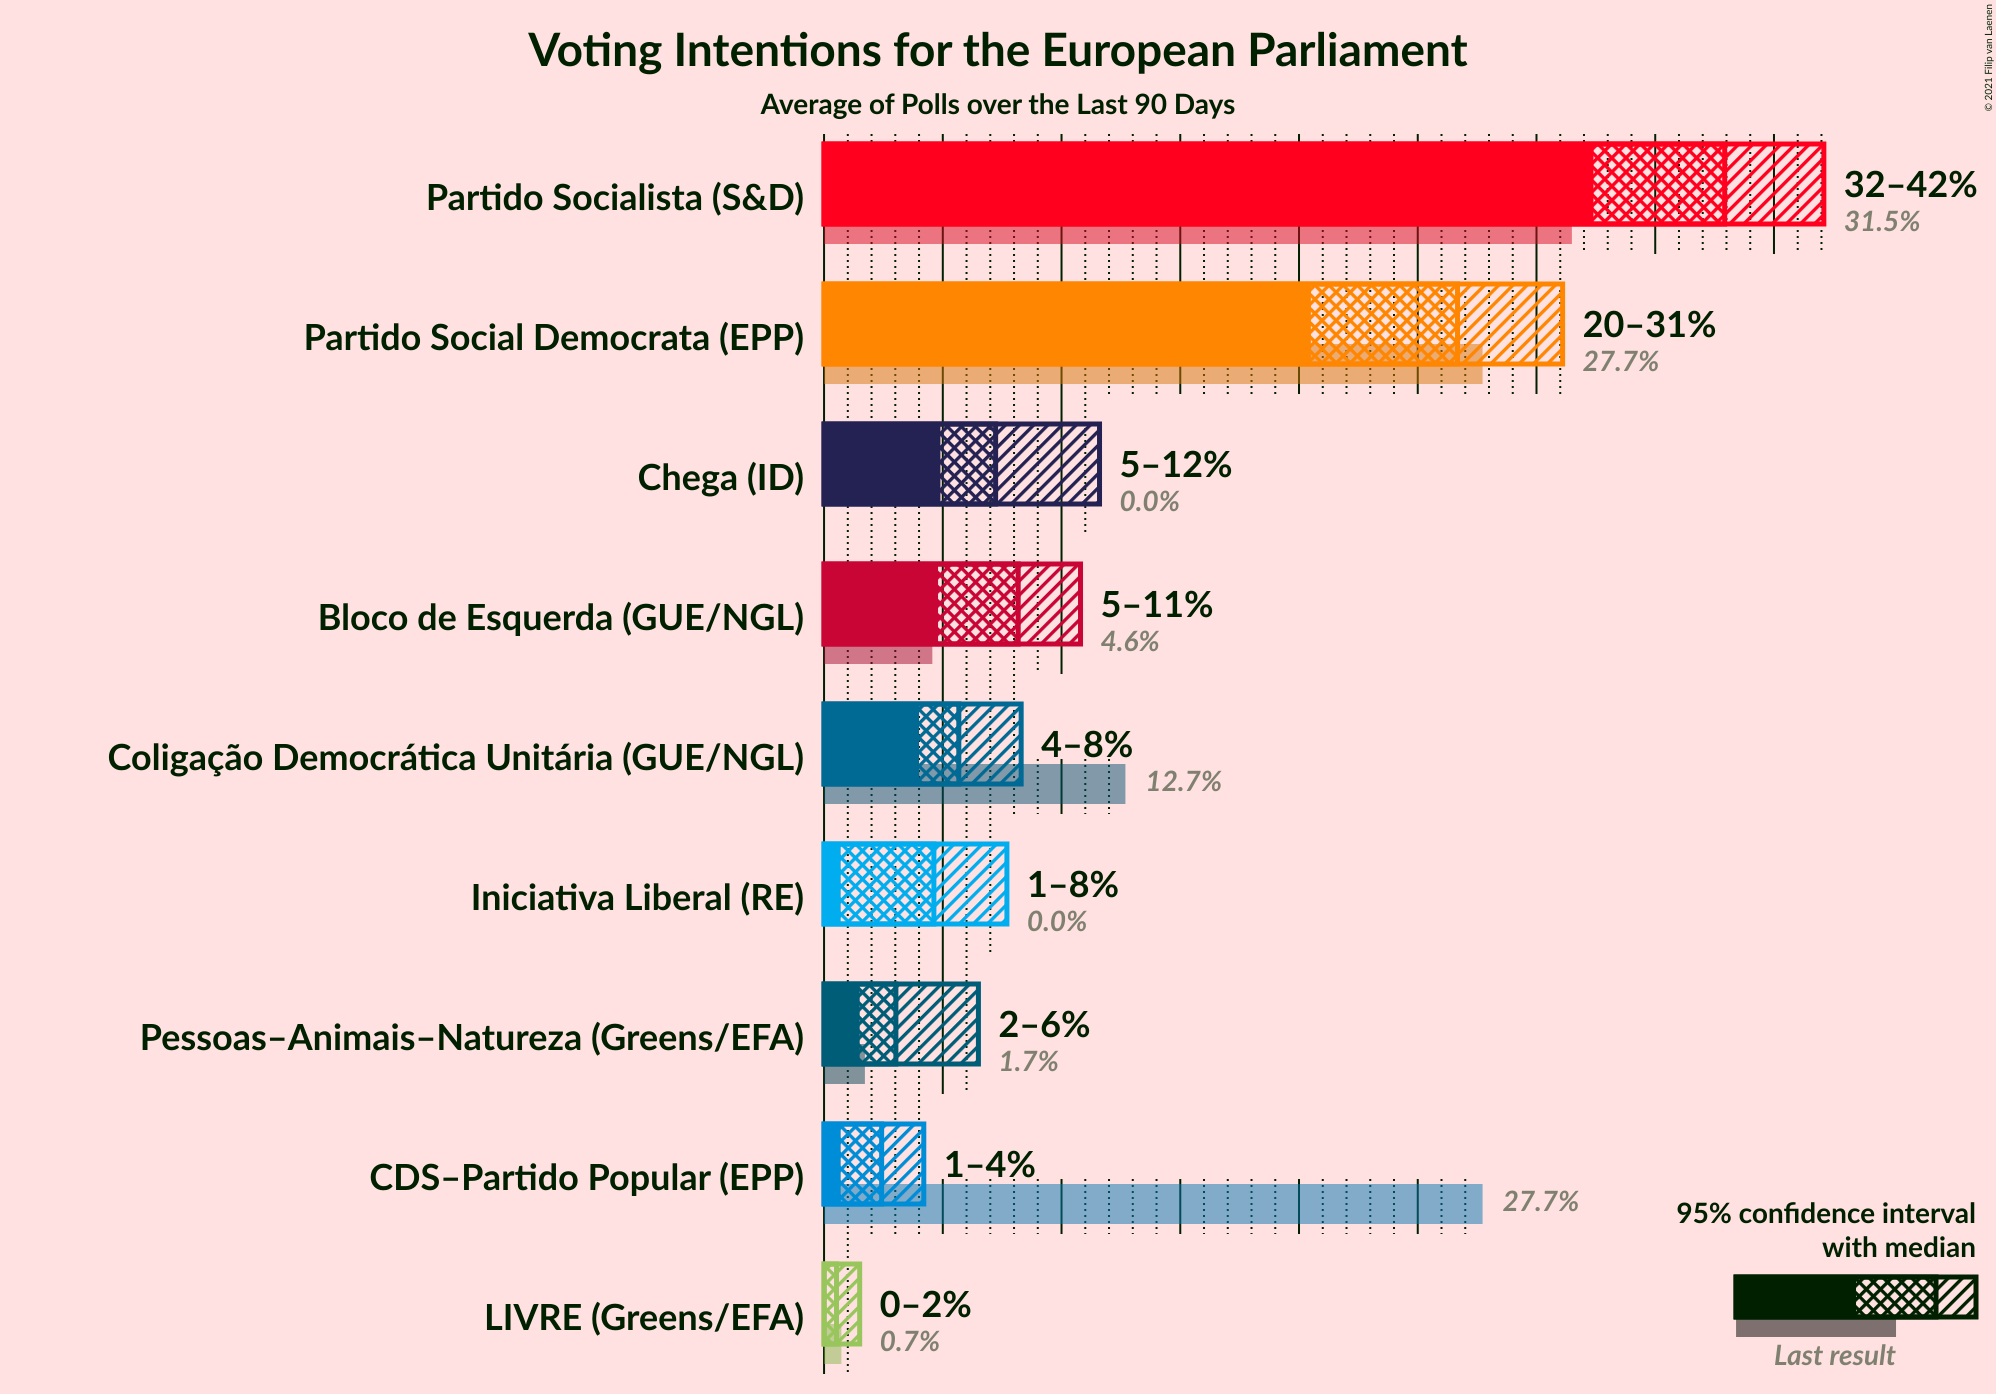 Voting Intentions for the European Parliament
Average of Polls over the Last 90 Days
© 2021 Filip van Laenen
Partido Socialista (S&D)
32–42%
31.5%
Partido Social Democrata (EPP)
20–31%
27.7%
Chega (ID)
5–12%
0.0%
Bloco de Esquerda (GUE/NGL)
5–11%
4.6%
Coligação Democrática Unitária (GUE/NGL)
4–8%
12.7%
Iniciativa Liberal (RE)
1–8%
0.0%
Pessoas–Animais–Natureza (Greens/EFA)
2–6%
1.7%
CDS–Partido Popular (EPP)
1–4%
27.7%
LIVRE (Greens/EFA)
0–2%
0.7%
95% confidence interval
with median
Last result